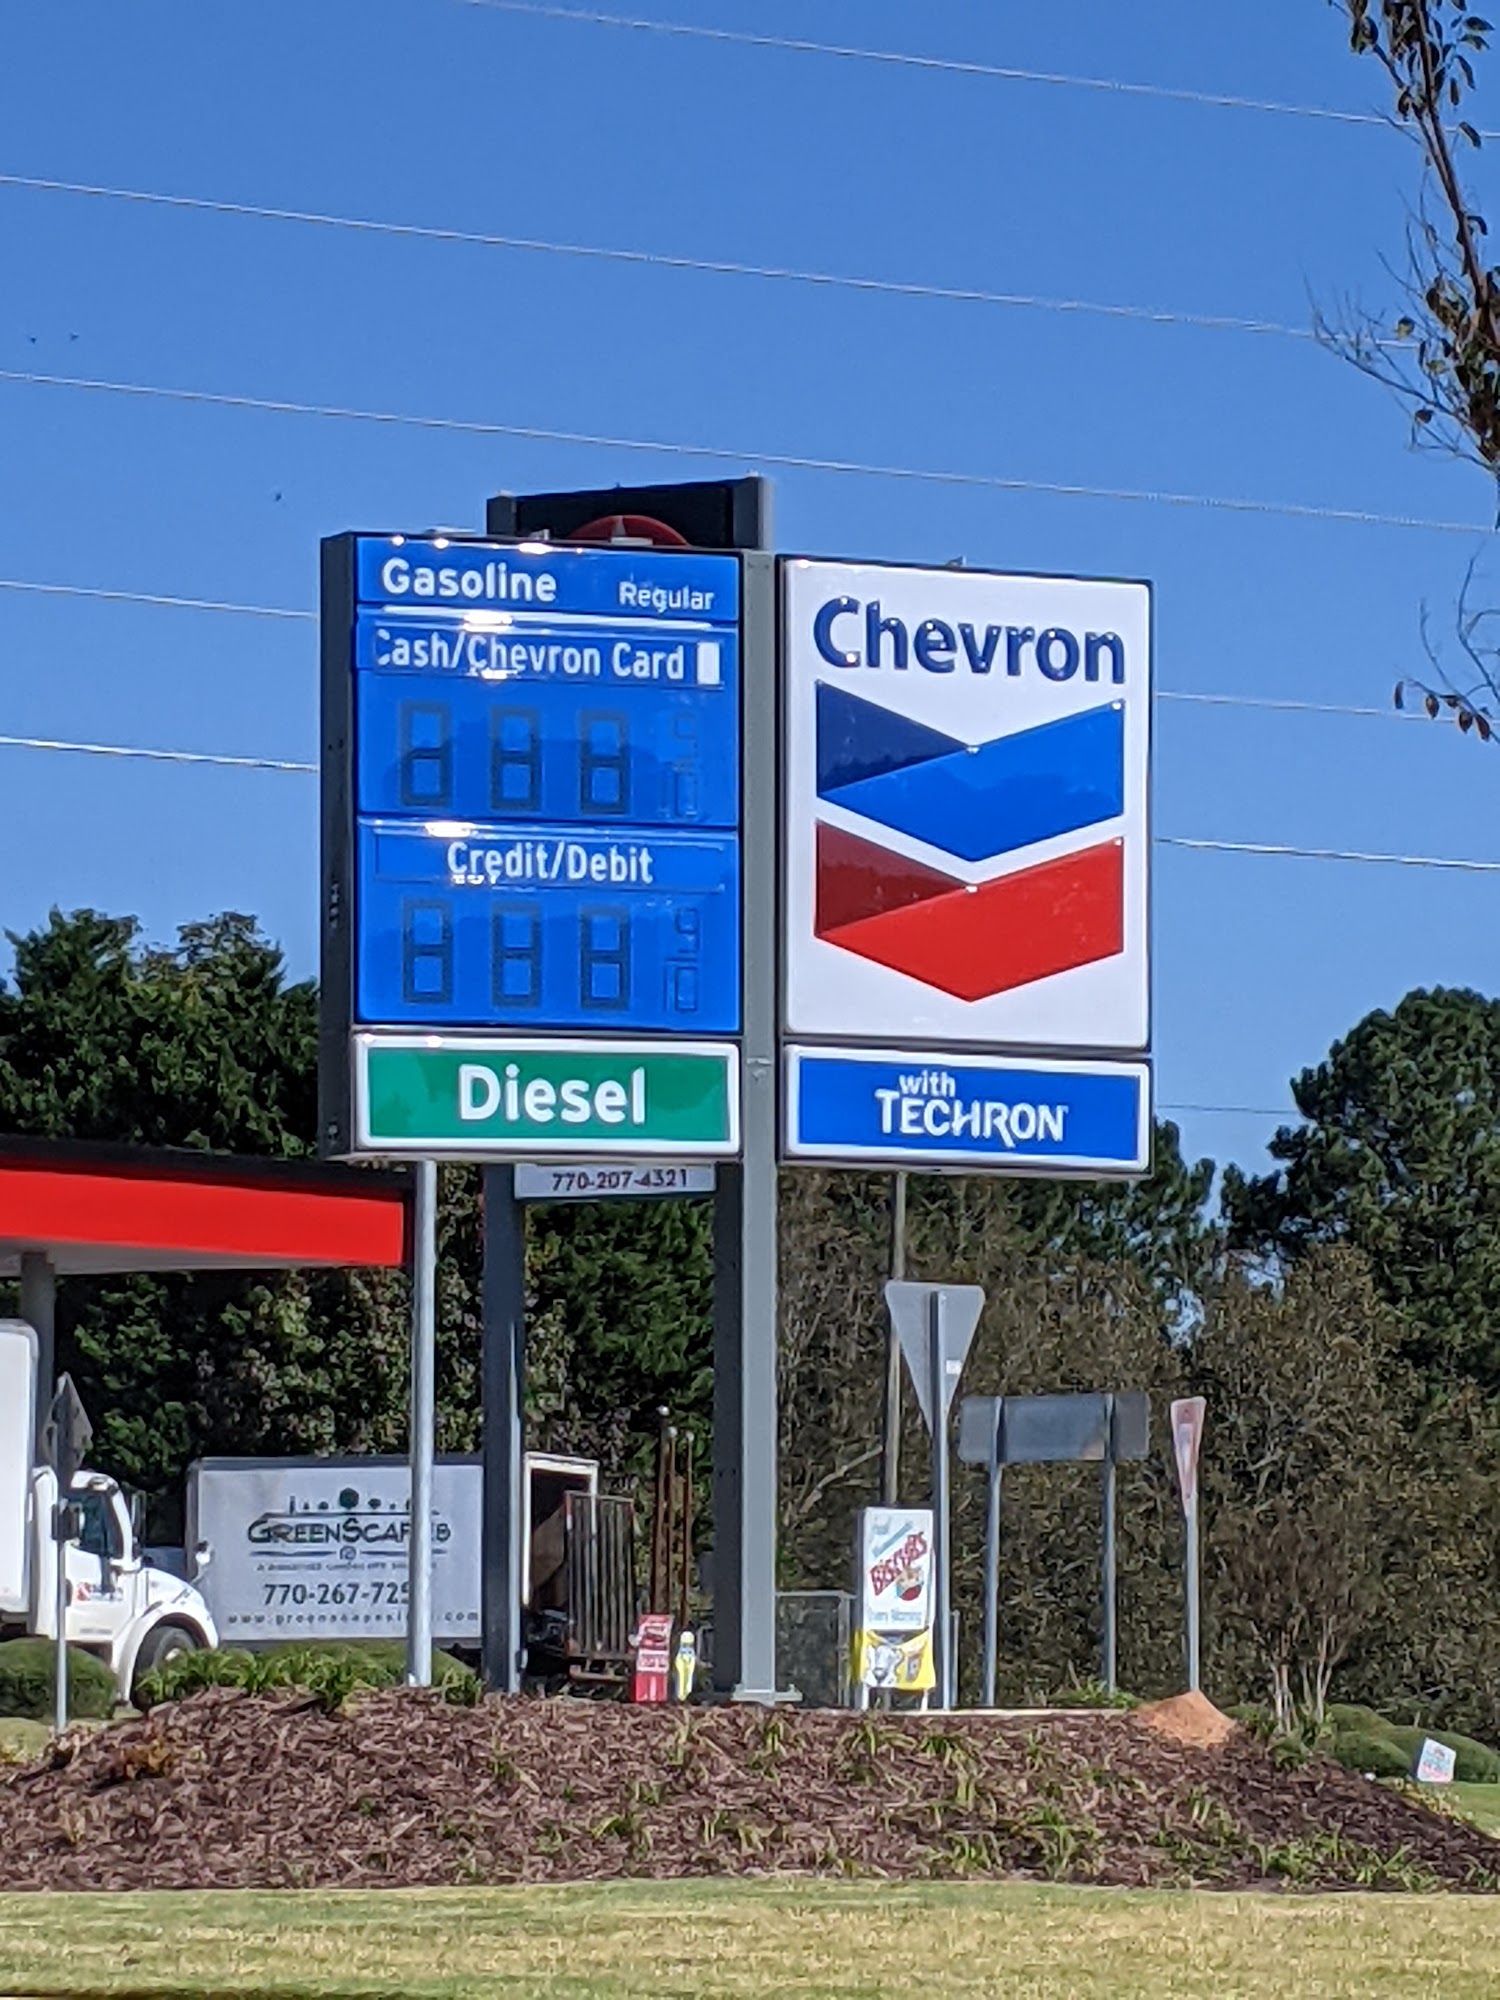 Gasoline Regular
Cash/Chevron Card
Credit/Debit
Diesel
Chevron
with
TECHRON
770-207-4321
GREENSCAPES
770-267-725
BISCUITS